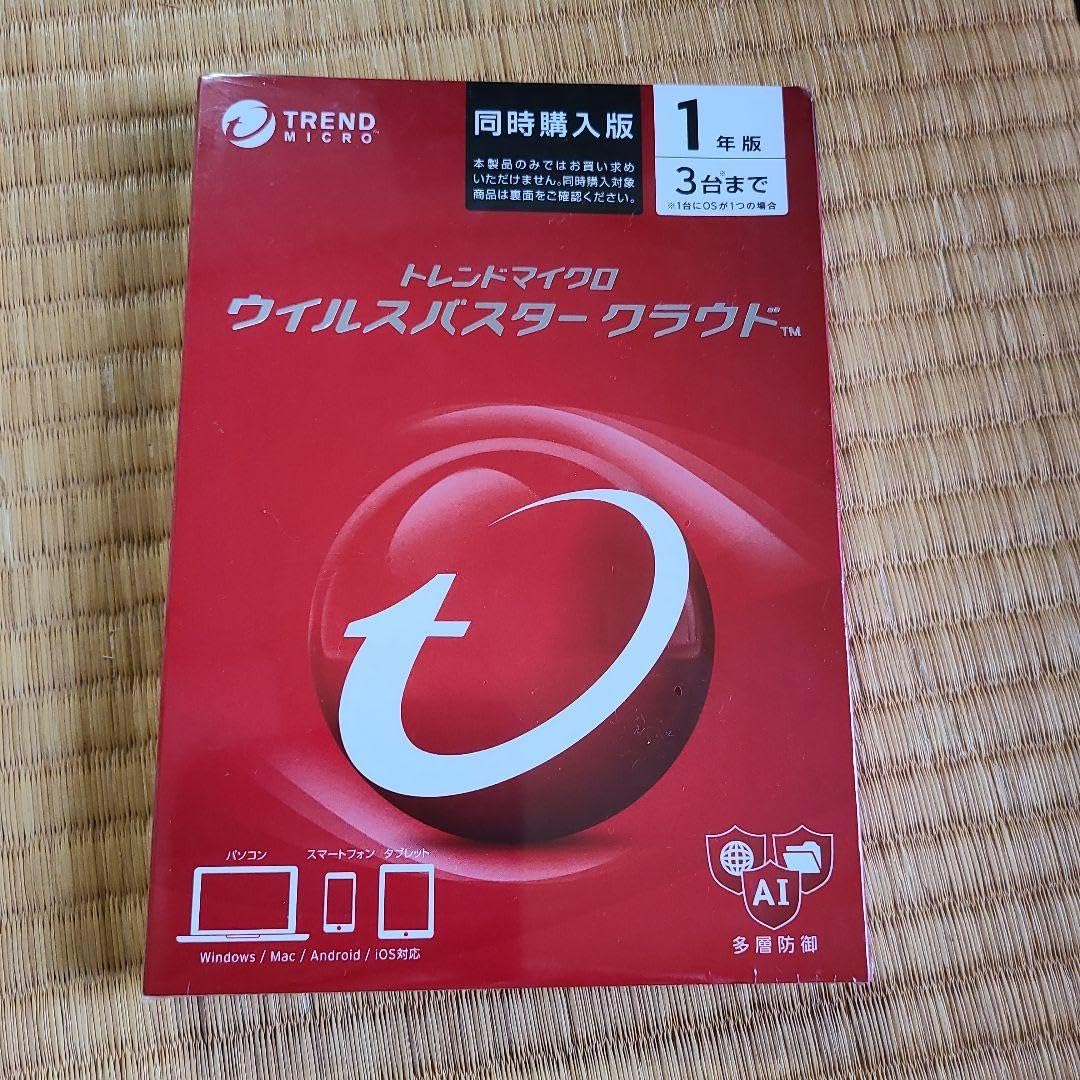 TREND
MICRO™
同時購入版
本製品のみではお買い求め
いただけません。同時購入対象
商品は裏面をご確認ください。
1年版
3台まで※
※1台にOSが1つの場合
トレンドマイクロ
ウイルスバスター クラウド™
パソコン スマートフォン タブレット
Windows / Mac / Android / iOS対応
AI
多層防御